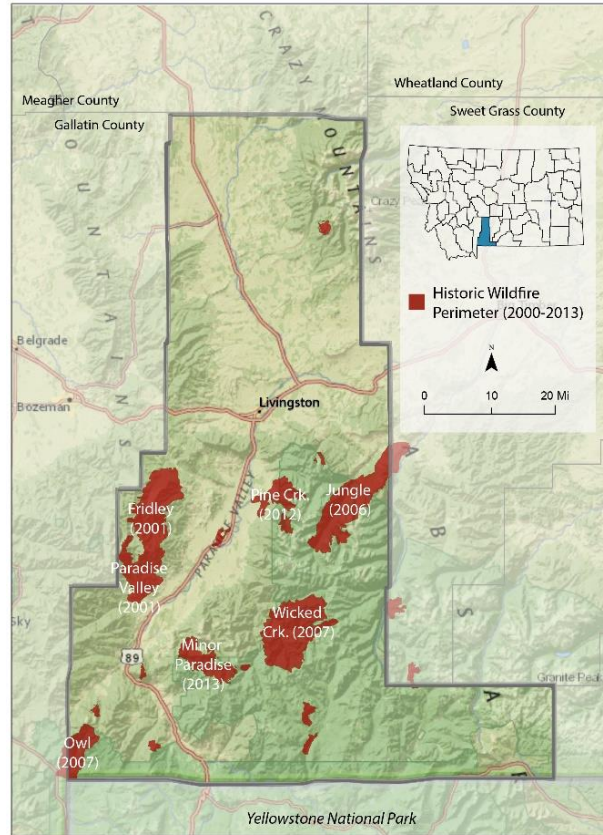 CRAZY MOUNTAINS
Wheatland County
Meagher County
Sweet Grass County
Gallatin County
Historic Wildfire
Perimeter (2000-2013)
N
0 10 20 Mi
Belgrade
Bozeman
Livingston
MOUNTAINS
PARADISE VALLEY
Fridley
(2001)
Pine Crk.
(2012)
Jungle
(2006)
Paradise
Valley
(2001)
Wicked
Crk. (2007)
Minor
Paradise
(2013)
89
Sky
Granite Peak
Owl
(2007)
A B S A R
Yellowstone National Park